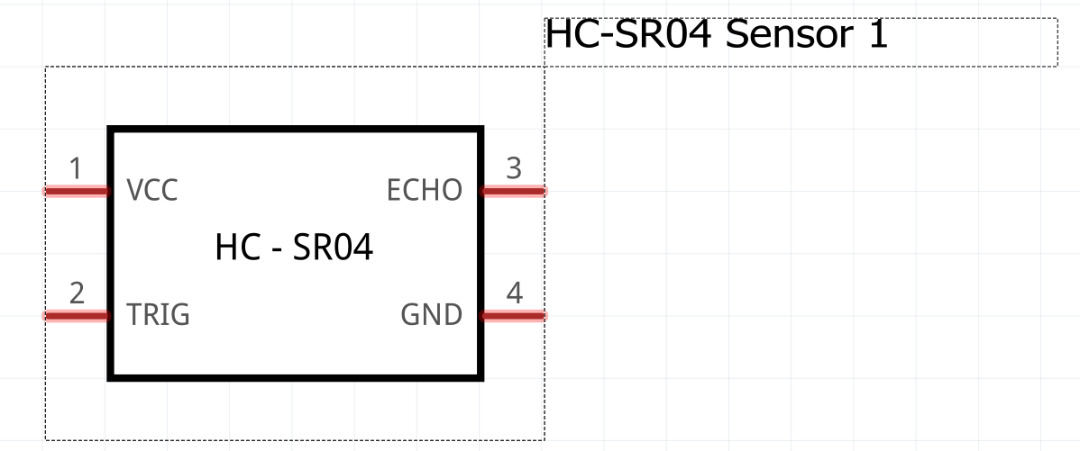 HC-SR04 Sensor 1
1
3
VCC
ECHO
HC - SR04
2
4
TRIG
GND